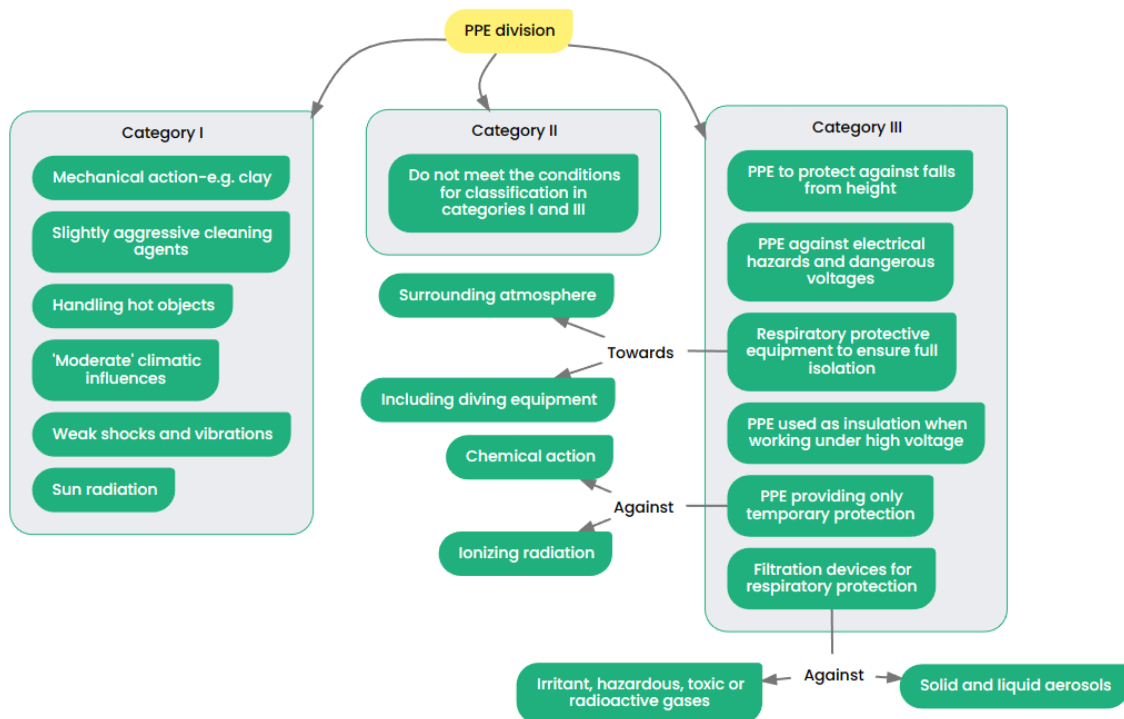 PPE division
Category I
Mechanical action-e.g. clay
Slightly aggressive cleaning
agents
Handling hot objects
'Moderate' climatic
influences
Weak shocks and vibrations
Sun radiation
Category II
Do not meet the conditions
for classification in
categories I and III
Category III
PPE to protect against falls
from height
PPE against electrical
hazards and dangerous
voltages
Respiratory protective
equipment to ensure full
isolation
Towards
Surrounding atmosphere
Including diving equipment
PPE used as insulation when
working under high voltage
PPE providing only
temporary protection
Against
Chemical action
Ionizing radiation
Filtration devices for
respiratory protection
Against
Irritant, hazardous, toxic or
radioactive gases
Solid and liquid aerosols